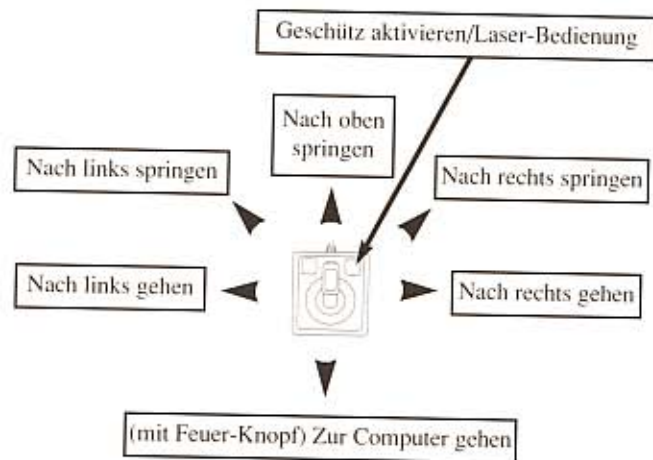 Geschütz aktivieren/Laser-Bedienung
Nach oben
springen
Nach links springen
Nach rechts springen
Nach links gehen
Nach rechts gehen
(mit Feuer-Knopf) Zur Computer gehen